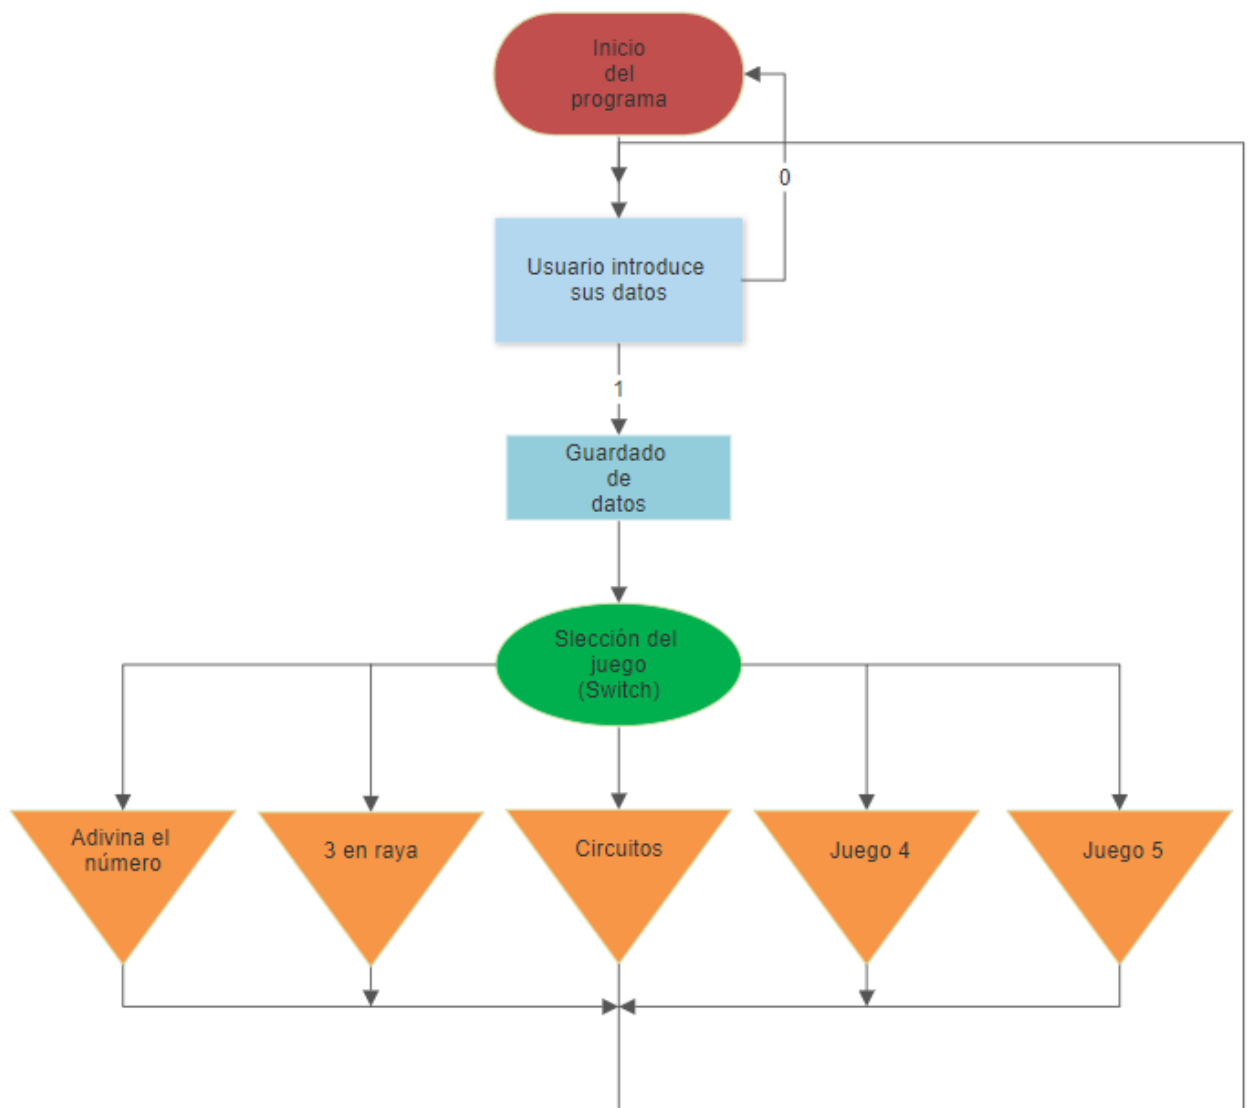 Inicio
del
programa
0
Usuario introduce
sus datos
1
Guardado
de
datos
Slección del
juego
(Switch)
Adivina el
número
3 en raya
Circuitos
Juego 4
Juego 5